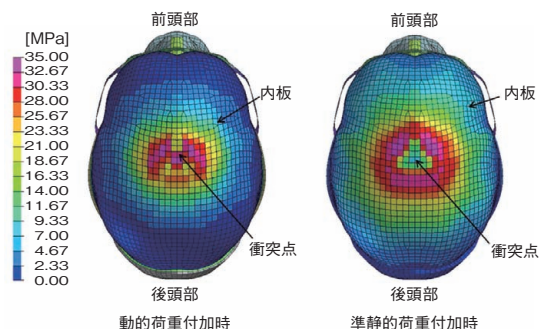 前頭部
前頭部
[MPa]
35.00
32.67
30.33
28.00
25.67
23.33
21.00
18.67
16.33
14.00
11.67
9.33
7.00
4.67
2.33
0.00
内板
内板
衝突点
衝突点
後頭部
後頭部
動的荷重付加時
準静的荷重付加時